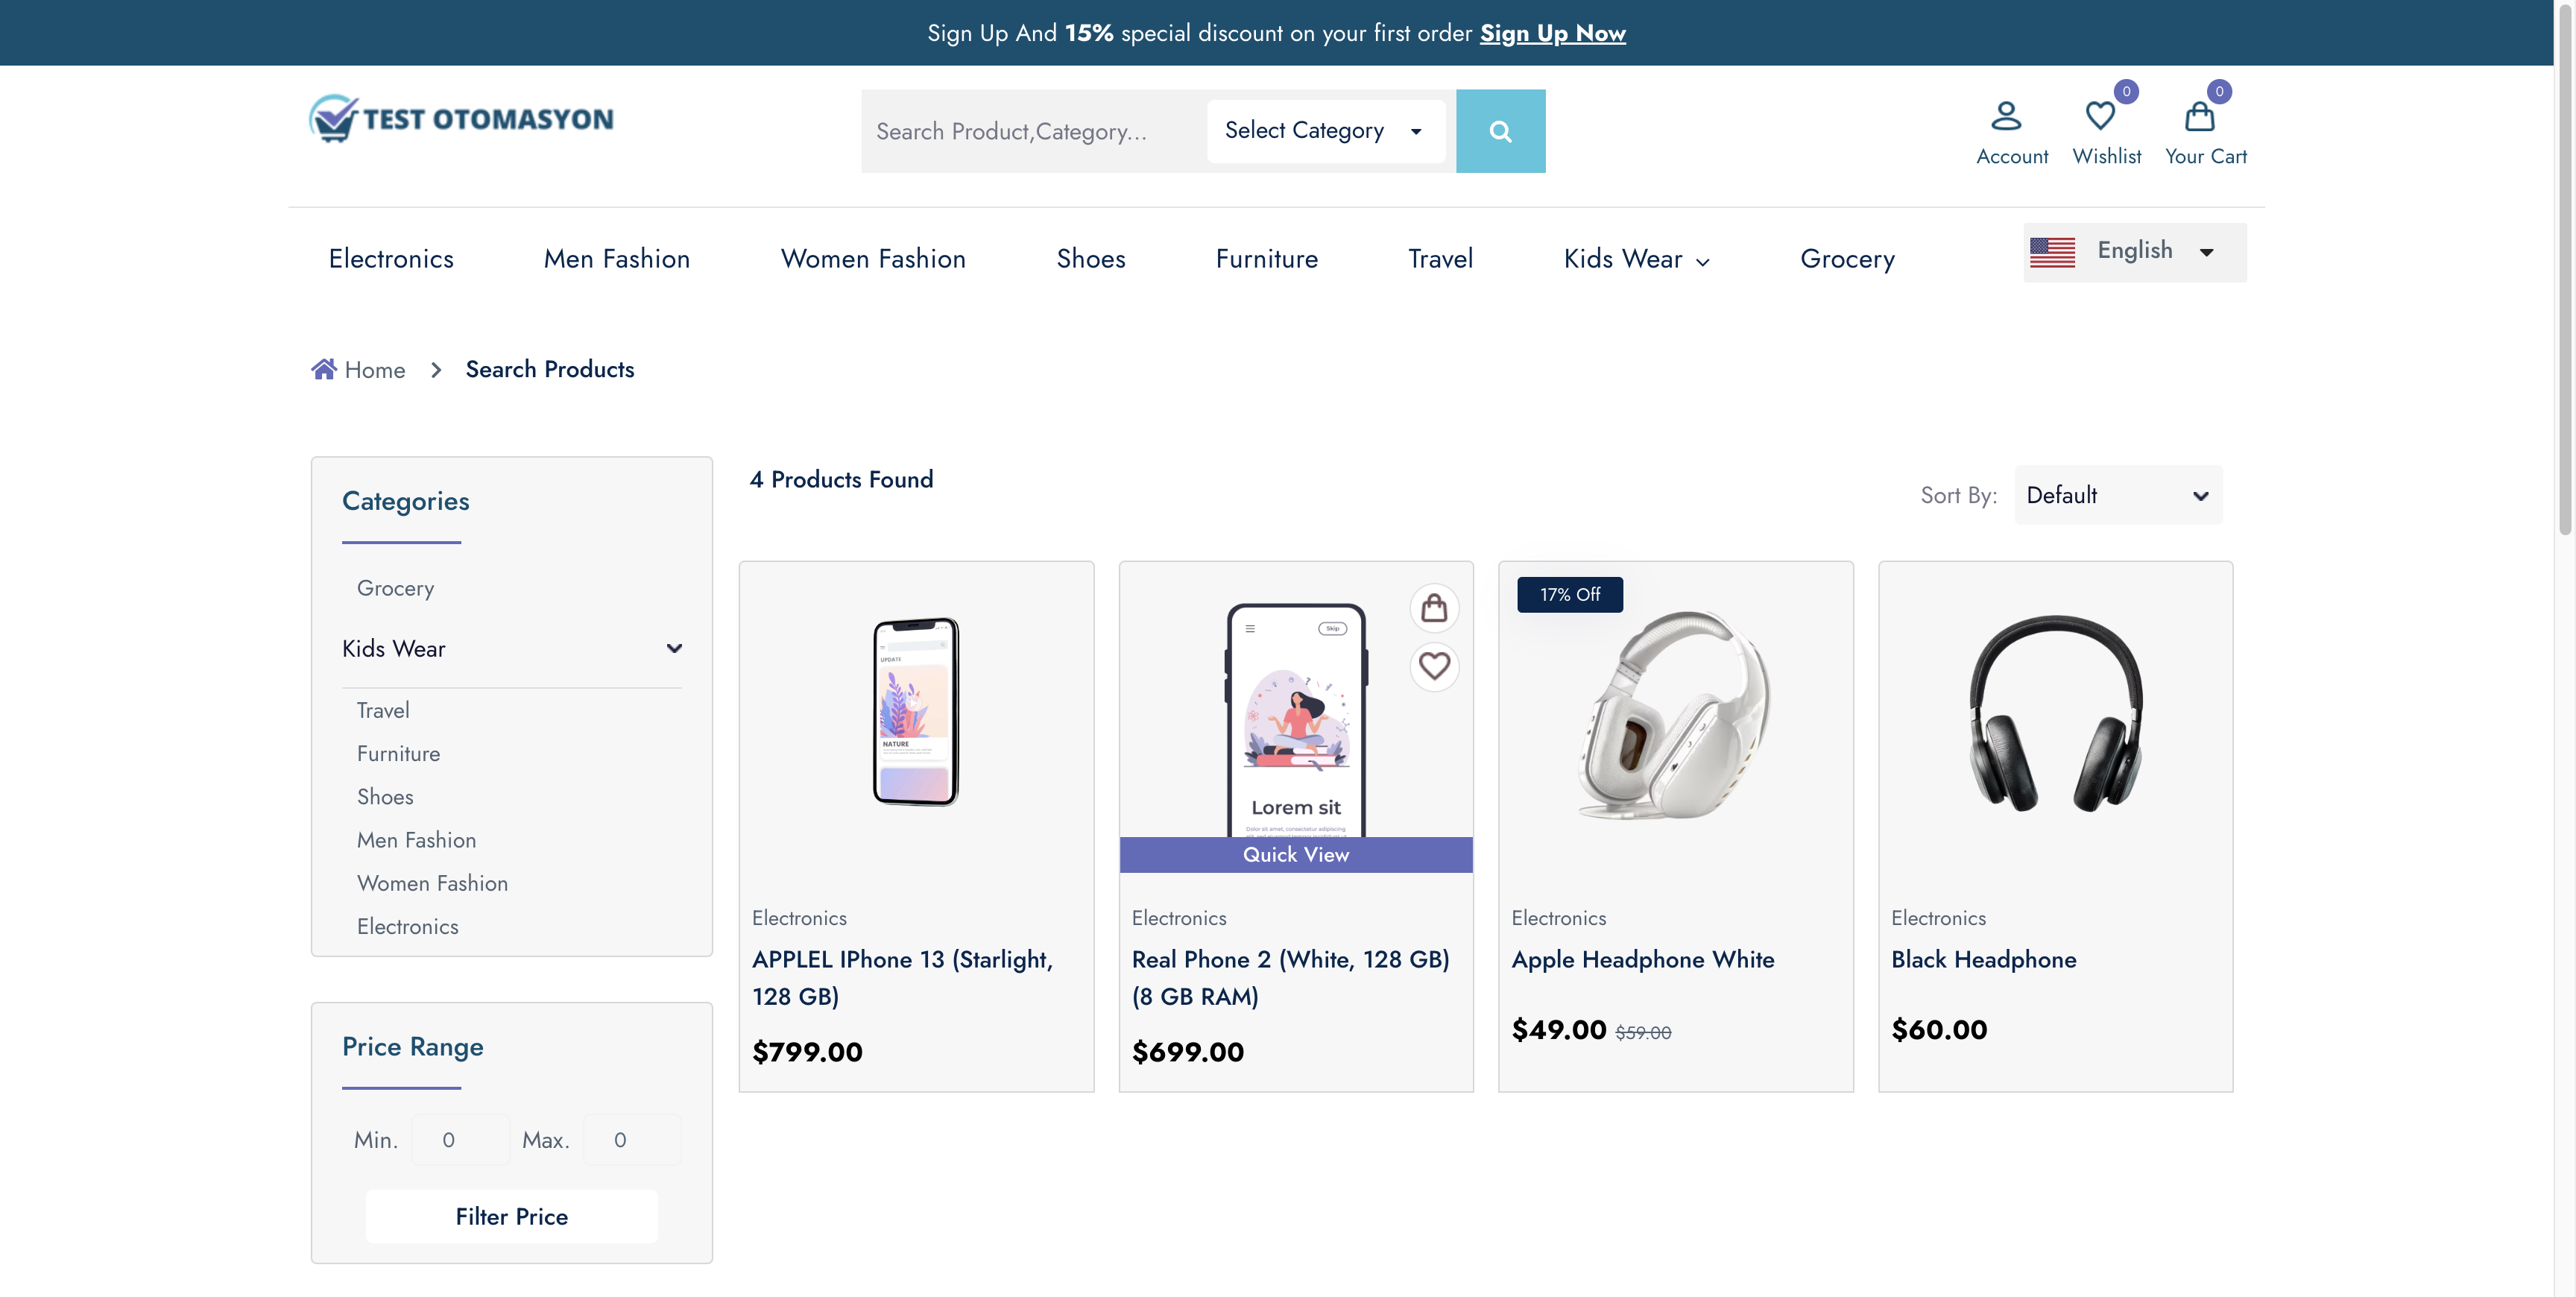 Sign Up And 15% special discount on your first order Sign Up Now
TEST OTOMASYON
Search Product,Category...
Select Category
0
0
Account
Wishlist
Your Cart
Electronics
Men Fashion
Women Fashion
Shoes
Furniture
Travel
Kids Wear
Grocery
English
Home
Search Products
Categories
Grocery
Kids Wear
Travel
Furniture
Shoes
Men Fashion
Women Fashion
Electronics
Price Range
Min. 0 Max. 0
Filter Price
4 Products Found
Sort By: Default
UPDATE
NATURE
Electronics
APPLEL IPhone 13 (Starlight,
128 GB)
$799.00
Skip
Lorem sit
Dolor sit amet, consectetur adipiscing
Quick View
Electronics
Real Phone 2 (White, 128 GB)
(8 GB RAM)
$699.00
17% Off
Electronics
Apple Headphone White
$49.00 $59.00
Electronics
Black Headphone
$60.00